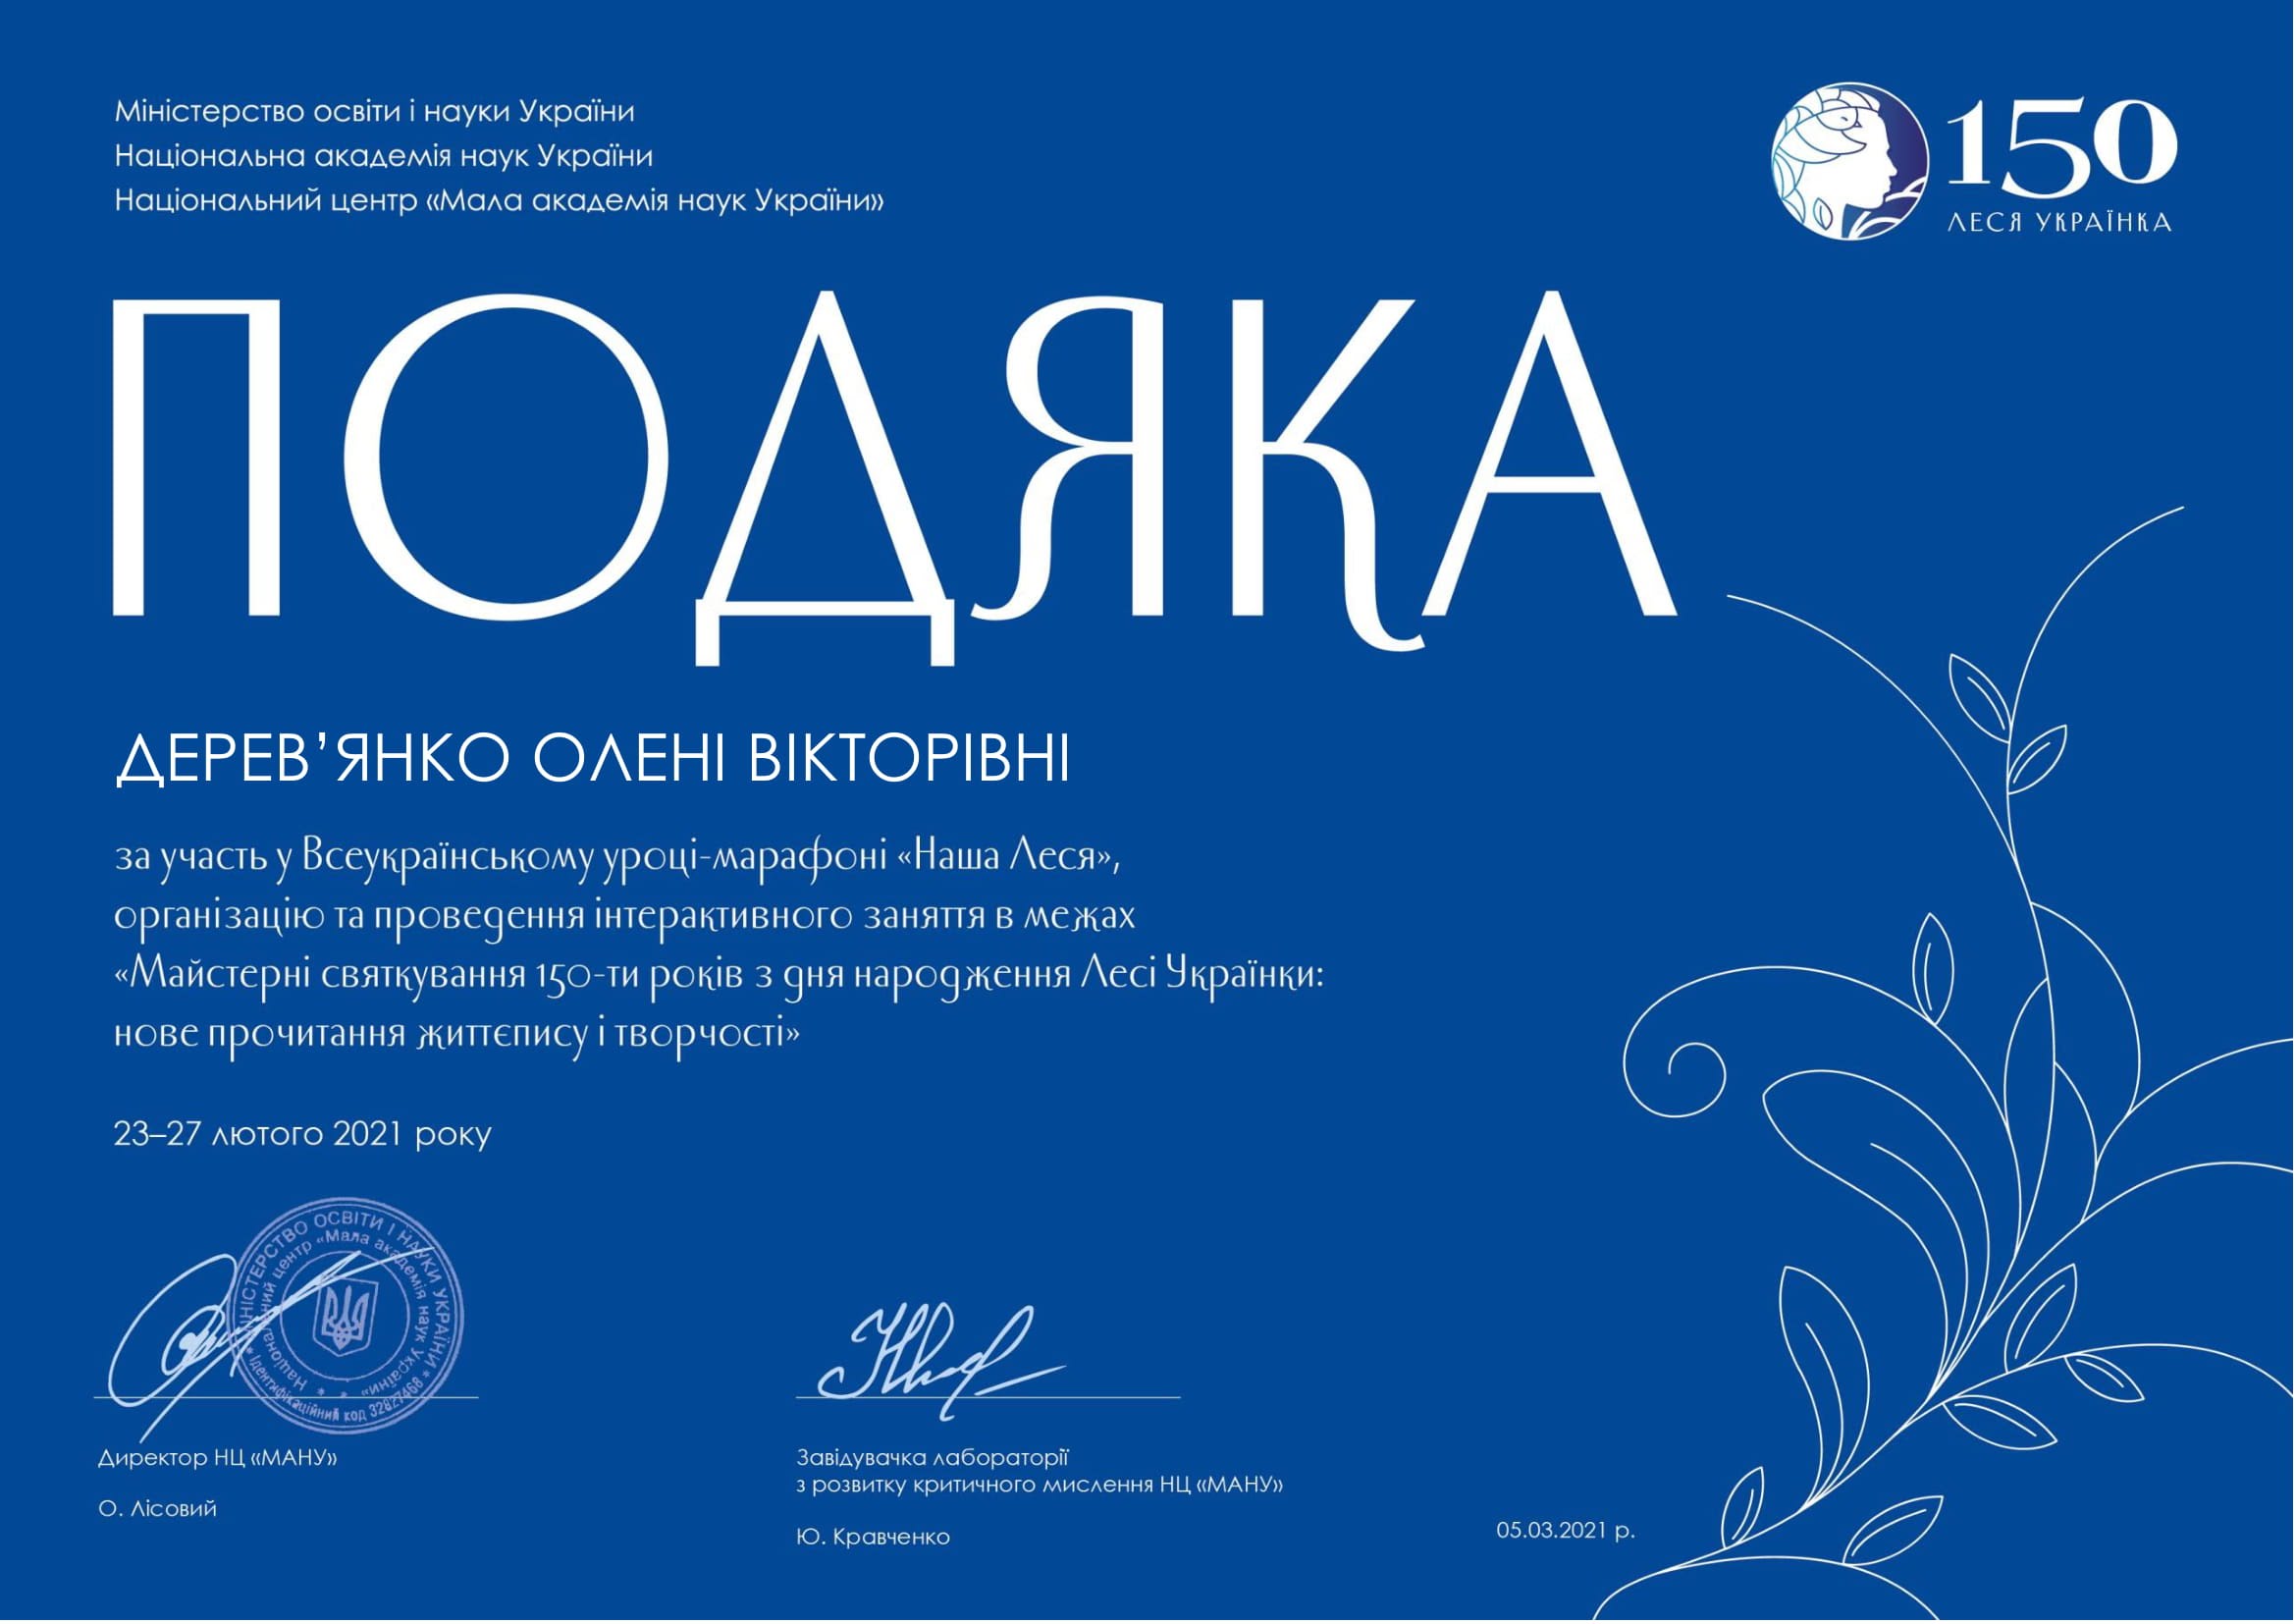 Міністерство освіти і науки України
Національна академія наук України
Національний центр «Мала академія наук України»
150
ЛЕСЯ УКРАЇНКА
ПОДЯКА
ДЕРЕВ’ЯНКО ОЛЕНІ ВІКТОРІВНІ
за участь у Всеукраїнському уроці-марафоні «Наша Леся»,
організацію та проведення інтерактивного заняття в межах
«Майстерні святкування 150-ти років з дня народження Лесі Українки:
нове прочитання життєпису і творчості»
23–27 лютого 2021 року
МІНІСТЕРСТВО ОСВІТИ І НАУКИ УКРАЇНИ
* Ідентифікаційний код 32827468 *
Національний центр «Мала академія наук України»
Директор НЦ «МАНУ»
О. Лісовий
Завідувачка лабораторії
з розвитку критичного мислення НЦ «МАНУ»
Ю. Кравченко
05.03.2021 р.